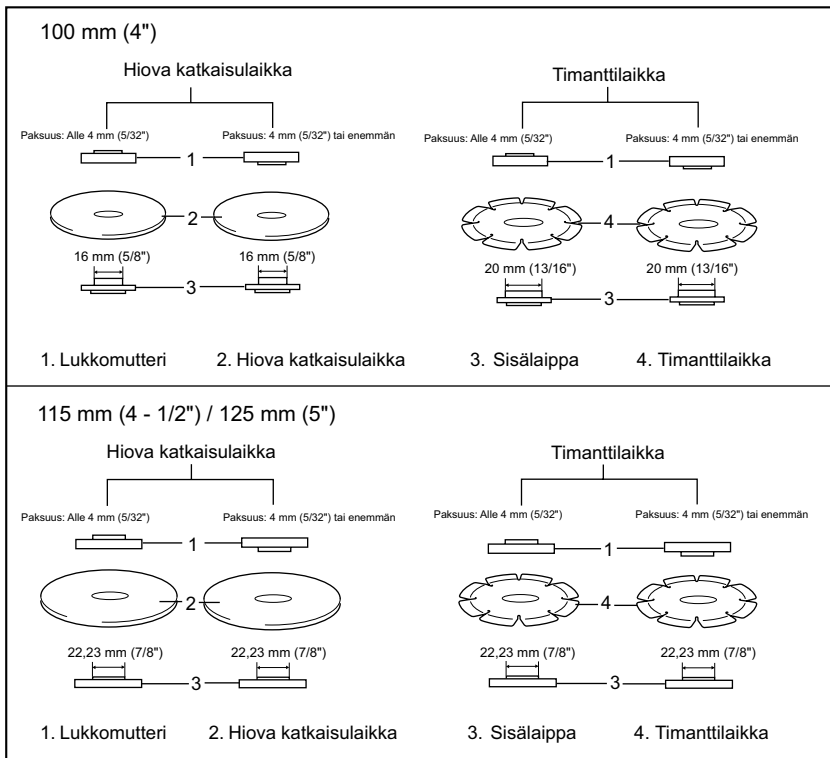 100 mm (4")
Hiova katkaisulaikka
Timanttilaikka
Paksuus: Alle 4 mm (5/32")
Paksuus: 4 mm (5/32") tai enemmän
Paksuus: Alle 4 mm (5/32")
Paksuus: 4 mm (5/32") tai enemmän
1
1
2
4
16 mm (5/8")
16 mm (5/8")
20 mm (13/16")
20 mm (13/16")
3
3
1. Lukkomutteri
2. Hiova katkaisulaikka
3. Sisälaippa
4. Timanttilaikka
115 mm (4 - 1/2") / 125 mm (5")
Hiova katkaisulaikka
Timanttilaikka
Paksuus: Alle 4 mm (5/32")
Paksuus: 4 mm (5/32") tai enemmän
Paksuus: Alle 4 mm (5/32")
Paksuus: 4 mm (5/32") tai enemmän
1
1
2
4
22,23 mm (7/8")
22,23 mm (7/8")
22,23 mm (7/8")
22,23 mm (7/8")
3
3
1. Lukkomutteri
2. Hiova katkaisulaikka
3. Sisälaippa
4. Timanttilaikka